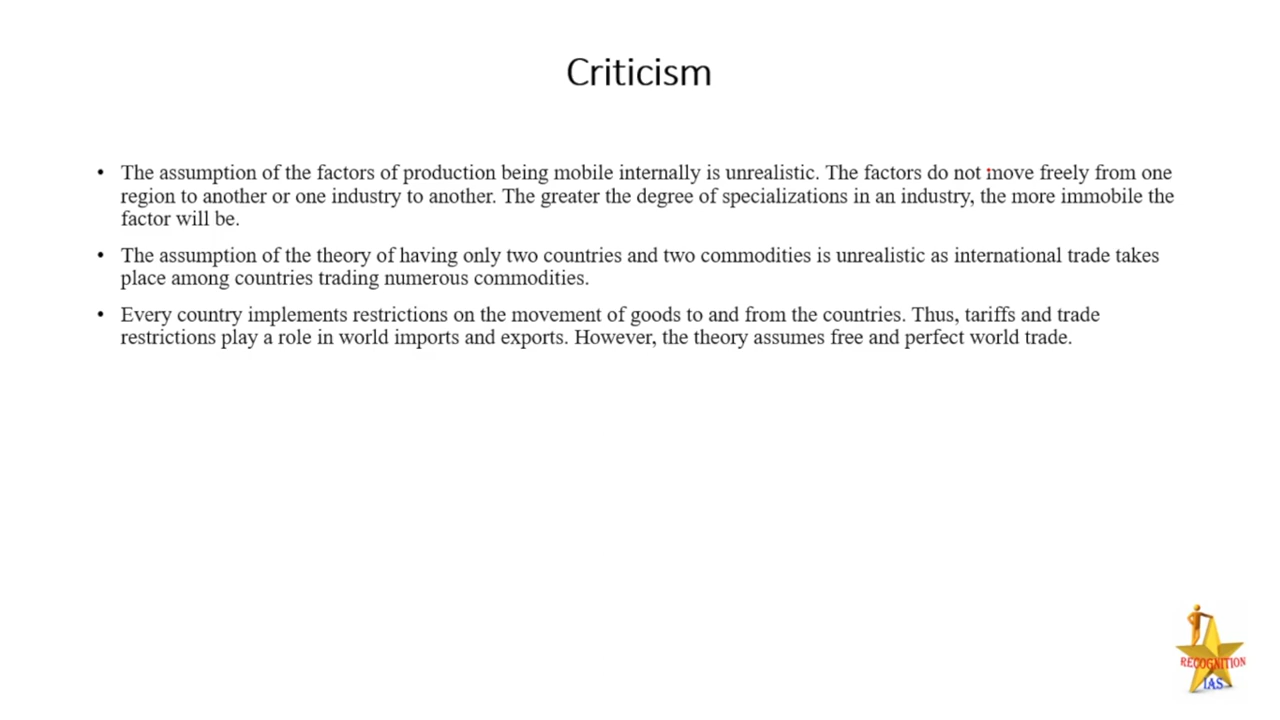 Criticism
• The assumption of the factors of production being mobile internally is unrealistic. The factors do not move freely from one
region to another or one industry to another. The greater the degree of specializations in an industry, the more immobile the
factor will be.
• The assumption of the theory of having only two countries and two commodities is unrealistic as international trade takes
place among countries trading numerous commodities.
• Every country implements restrictions on the movement of goods to and from the countries. Thus, tariffs and trade
restrictions play a role in world imports and exports. However, the theory assumes free and perfect world trade.
RECOGNITION
IAS